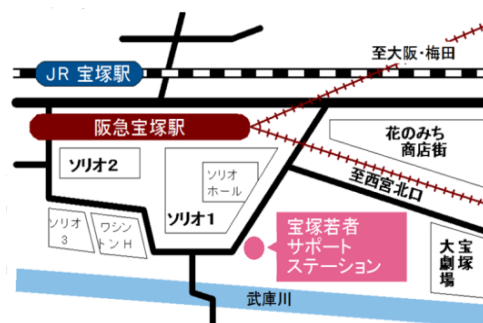 至大阪・梅田
JR 宝塚駅
阪急宝塚駅
花のみち
商店街
ソリオ2
ソリオ
ホール
至西宮北口
ソリオ1
ソリオ
3
ワシン
トンH
宝塚若者
サポート
ステーション
宝塚
大劇場
武庫川